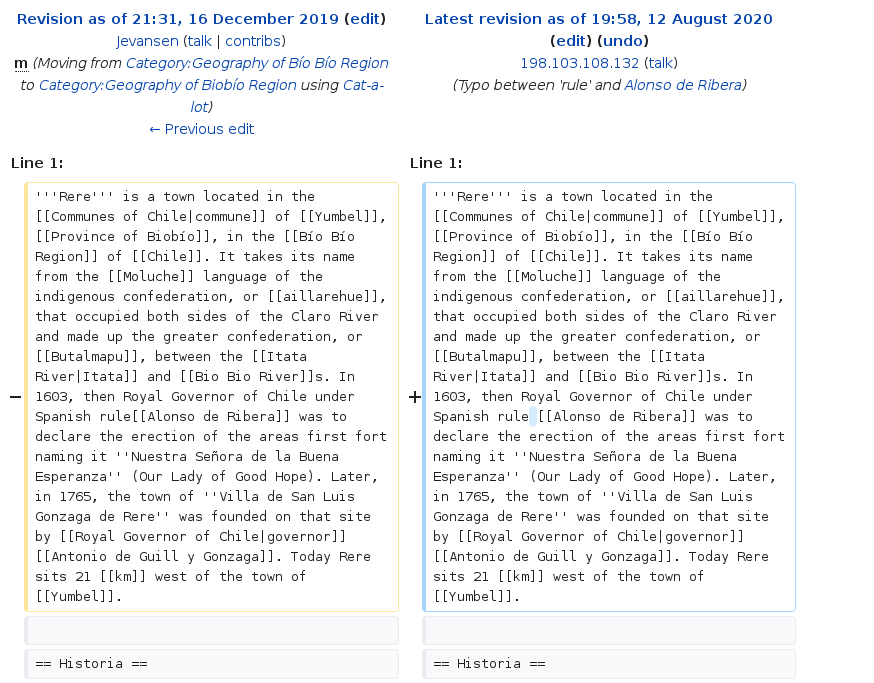 Revision as of 21:31, 16 December 2019 (edit)
Jevansen (talk | contribs)
m (Moving from Category:Geography of Bío Bío Region
to Category:Geography of Biobío Region using Cat-a-
lot)
← Previous edit
Latest revision as of 19:58, 12 August 2020
(edit) (undo)
198.103.108.132 (talk)
(Typo between 'rule' and Alonso de Ribera)
Line 1:
Line 1:
−
'''Rere''' is a town located in the
[[Communes of Chile|commune]] of [[Yumbel]],
[[Province of Biobío]], in the [[Bío Bío
Region]] of [[Chile]]. It takes its name
from the [[Moluche]] language of the
indigenous confederation, or [[aillarehue]],
that occupied both sides of the Claro River
and made up the greater confederation, or
[[Butalmapu]], between the [[Itata
River|Itata]] and [[Bio Bio River]]s. In
1603, then Royal Governor of Chile under
Spanish rule[[Alonso de Ribera]] was to
declare the erection of the areas first fort
naming it ''Nuestra Señora de la Buena
Esperanza'' (Our Lady of Good Hope). Later,
in 1765, the town of ''Villa de San Luis
Gonzaga de Rere'' was founded on that site
by [[Royal Governor of Chile|governor]]
[[Antonio de Guill y Gonzaga]]. Today Rere
sits 21 [[km]] west of the town of
[[Yumbel]].
+
'''Rere''' is a town located in the
[[Communes of Chile|commune]] of [[Yumbel]],
[[Province of Biobío]], in the [[Bío Bío
Region]] of [[Chile]]. It takes its name
from the [[Moluche]] language of the
indigenous confederation, or [[aillarehue]],
that occupied both sides of the Claro River
and made up the greater confederation, or
[[Butalmapu]], between the [[Itata
River|Itata]] and [[Bio Bio River]]s. In
1603, then Royal Governor of Chile under
Spanish rule [[Alonso de Ribera]] was to
declare the erection of the areas first fort
naming it ''Nuestra Señora de la Buena
Esperanza'' (Our Lady of Good Hope). Later,
in 1765, the town of ''Villa de San Luis
Gonzaga de Rere'' was founded on that site
by [[Royal Governor of Chile|governor]]
[[Antonio de Guill y Gonzaga]]. Today Rere
sits 21 [[km]] west of the town of
[[Yumbel]].
== Historia ==
== Historia ==